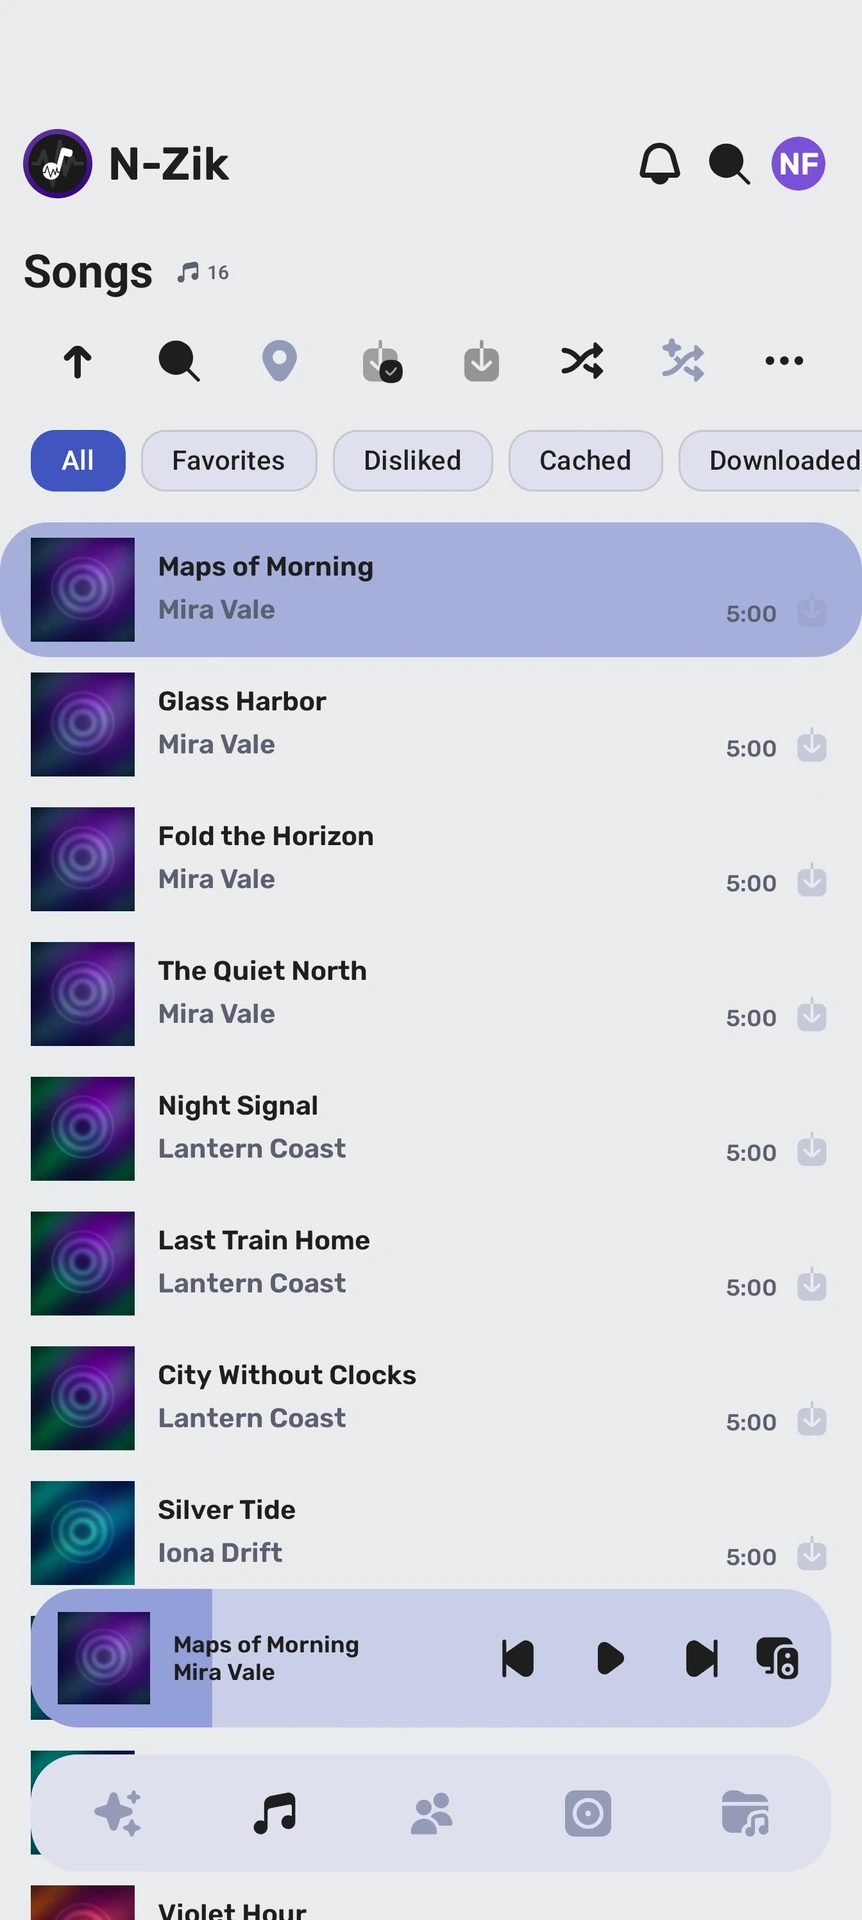 N-Zik
NF
Songs
16
All
Favorites
Disliked
Cached
Downloaded
Maps of Morning
Mira Vale
5:00
Glass Harbor
Mira Vale
5:00
Fold the Horizon
Mira Vale
5:00
The Quiet North
Mira Vale
5:00
Night Signal
Lantern Coast
5:00
Last Train Home
Lantern Coast
5:00
City Without Clocks
Lantern Coast
5:00
Silver Tide
Iona Drift
5:00
Maps of Morning
Mira Vale
Violet Hour